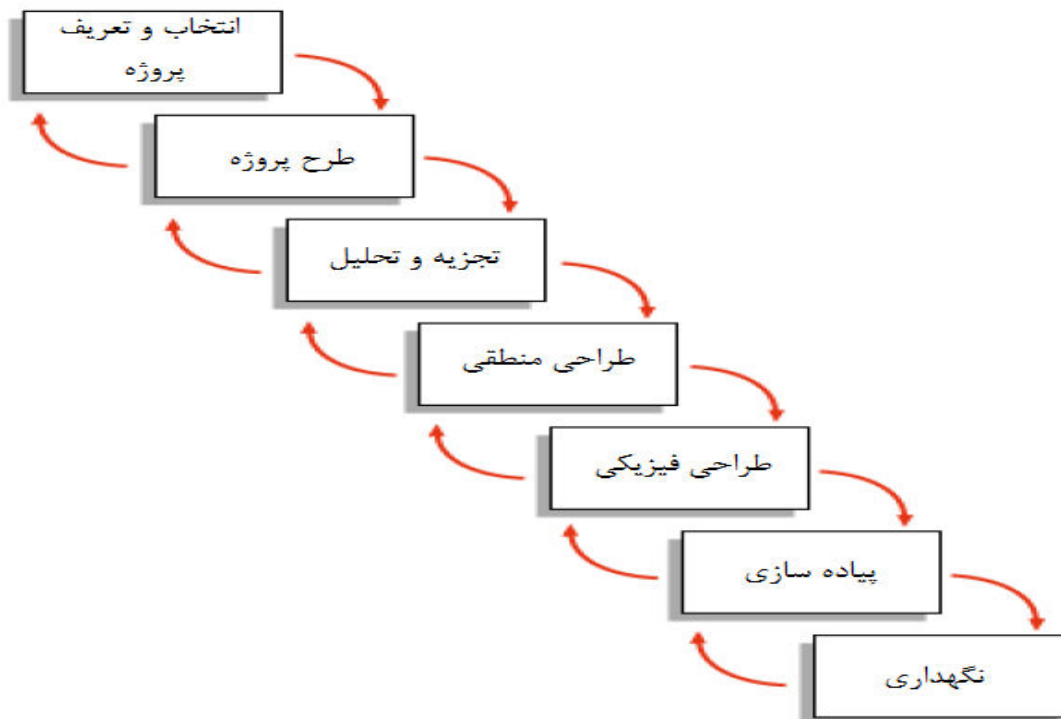 انتخاب و تعریف
پروژه
طرح پروژه
تجزیه و تحلیل
طراحی منطقی
طراحی فیزیکی
پیاده سازی
نگهداری